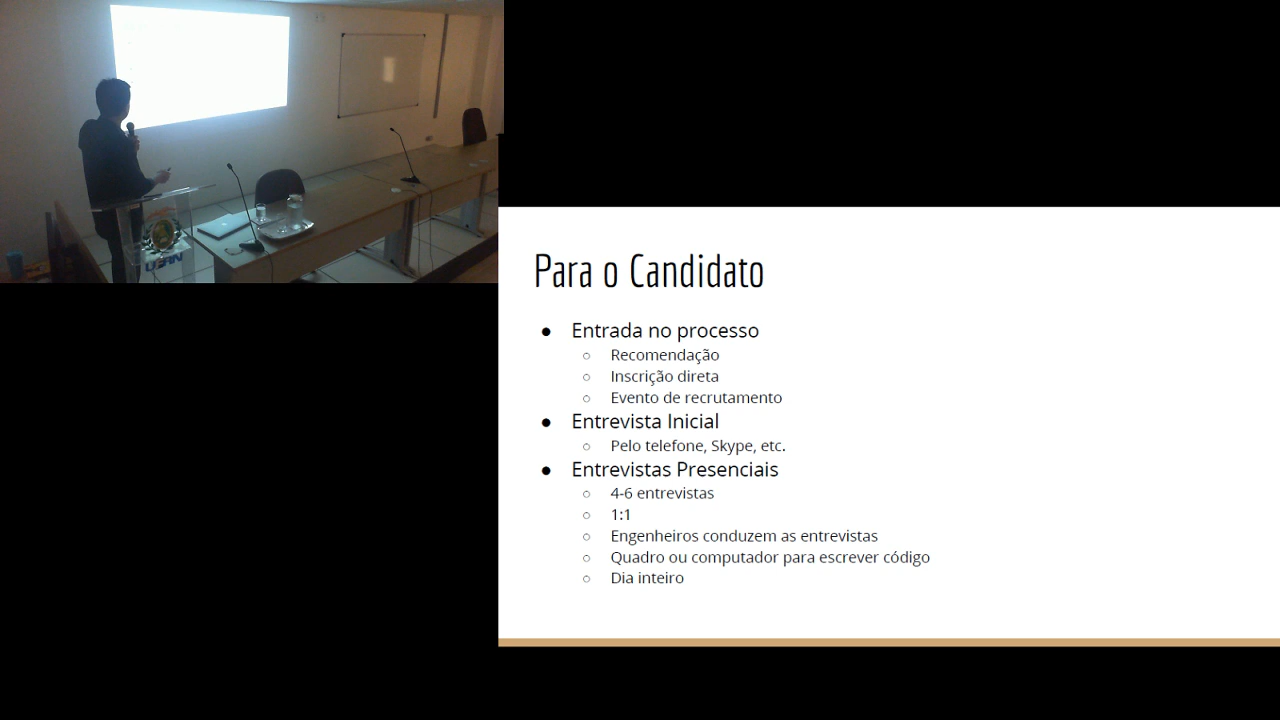 Para o Candidato
● Entrada no processo
○ Recomendação
○ Inscrição direta
○ Evento de recrutamento
● Entrevista Inicial
○ Pelo telefone, Skype, etc.
● Entrevistas Presenciais
○ 4-6 entrevistas
○ 1:1
○ Engenheiros conduzem as entrevistas
○ Quadro ou computador para escrever código
○ Dia inteiro